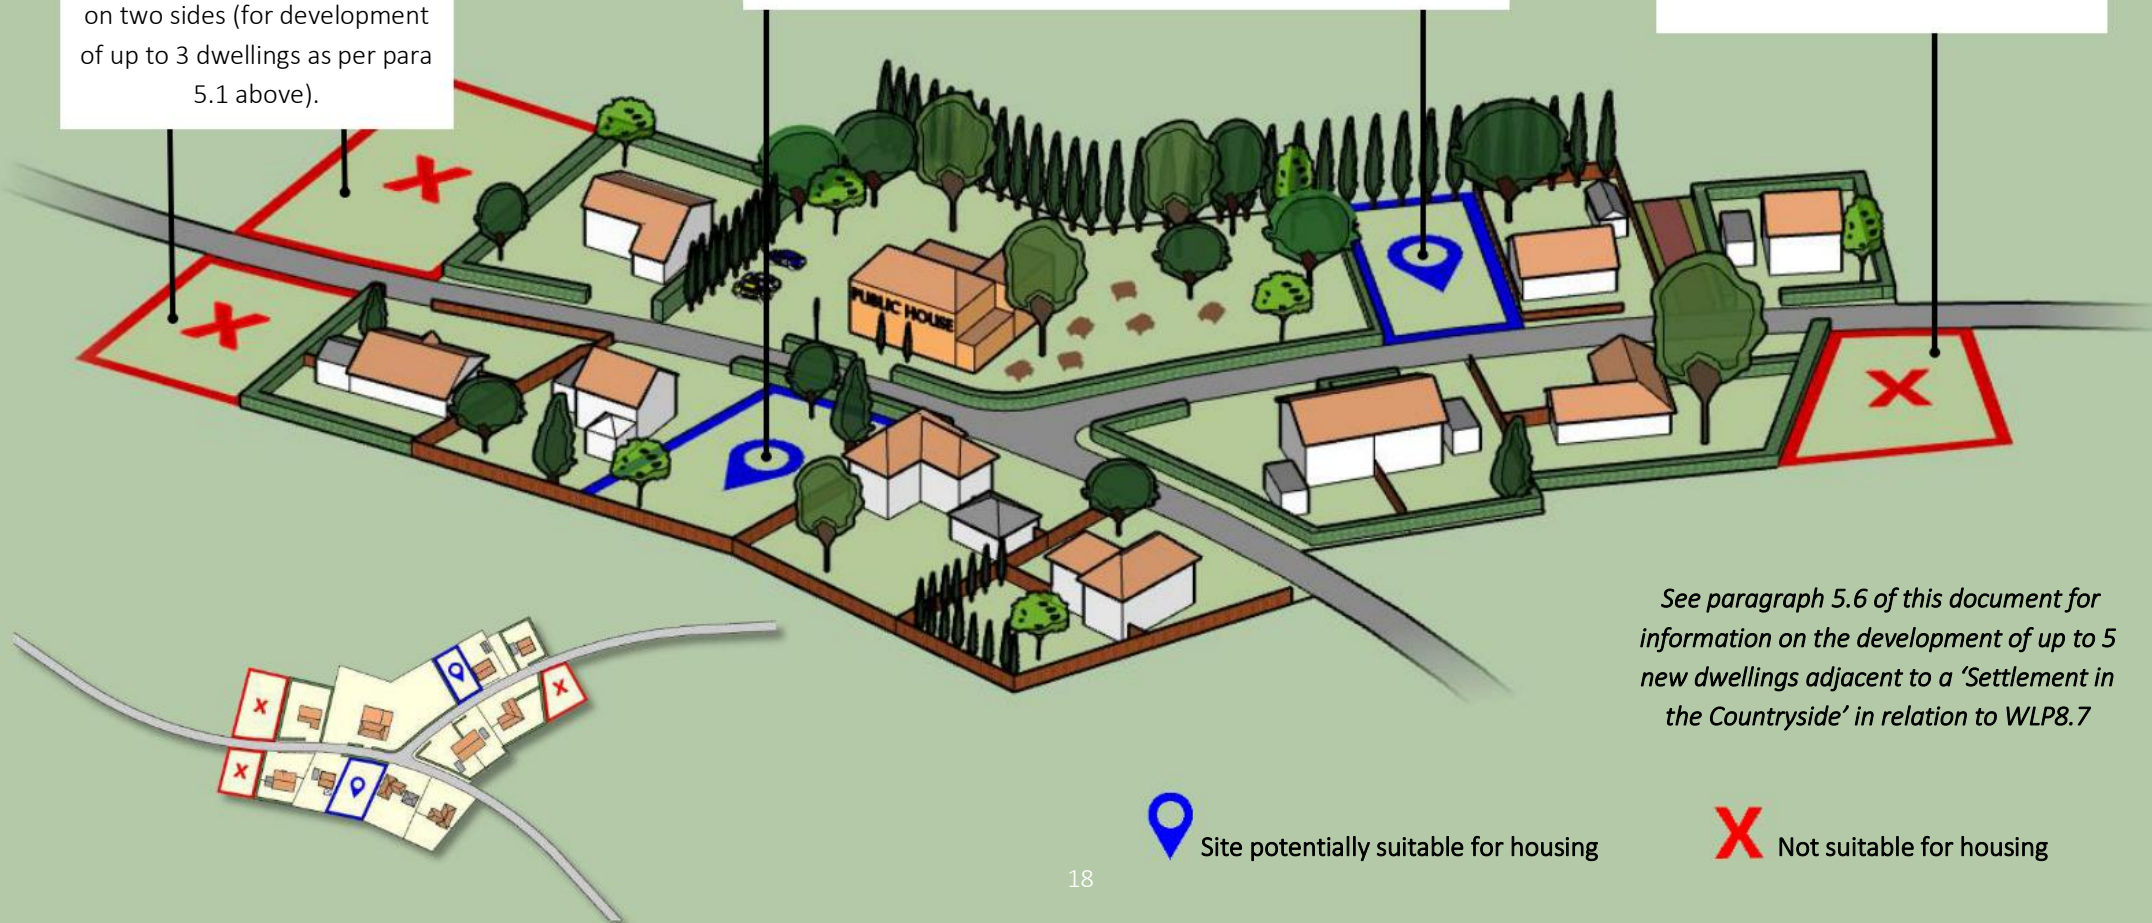 on two sides (for development
of up to 3 dwellings as per para
5.1 above).
PUBLIC HOUSE
See paragraph 5.6 of this document for
information on the development of up to 5
new dwellings adjacent to a ‘Settlement in
the Countryside’ in relation to WLP8.7
Site potentially suitable for housing
X Not suitable for housing
18